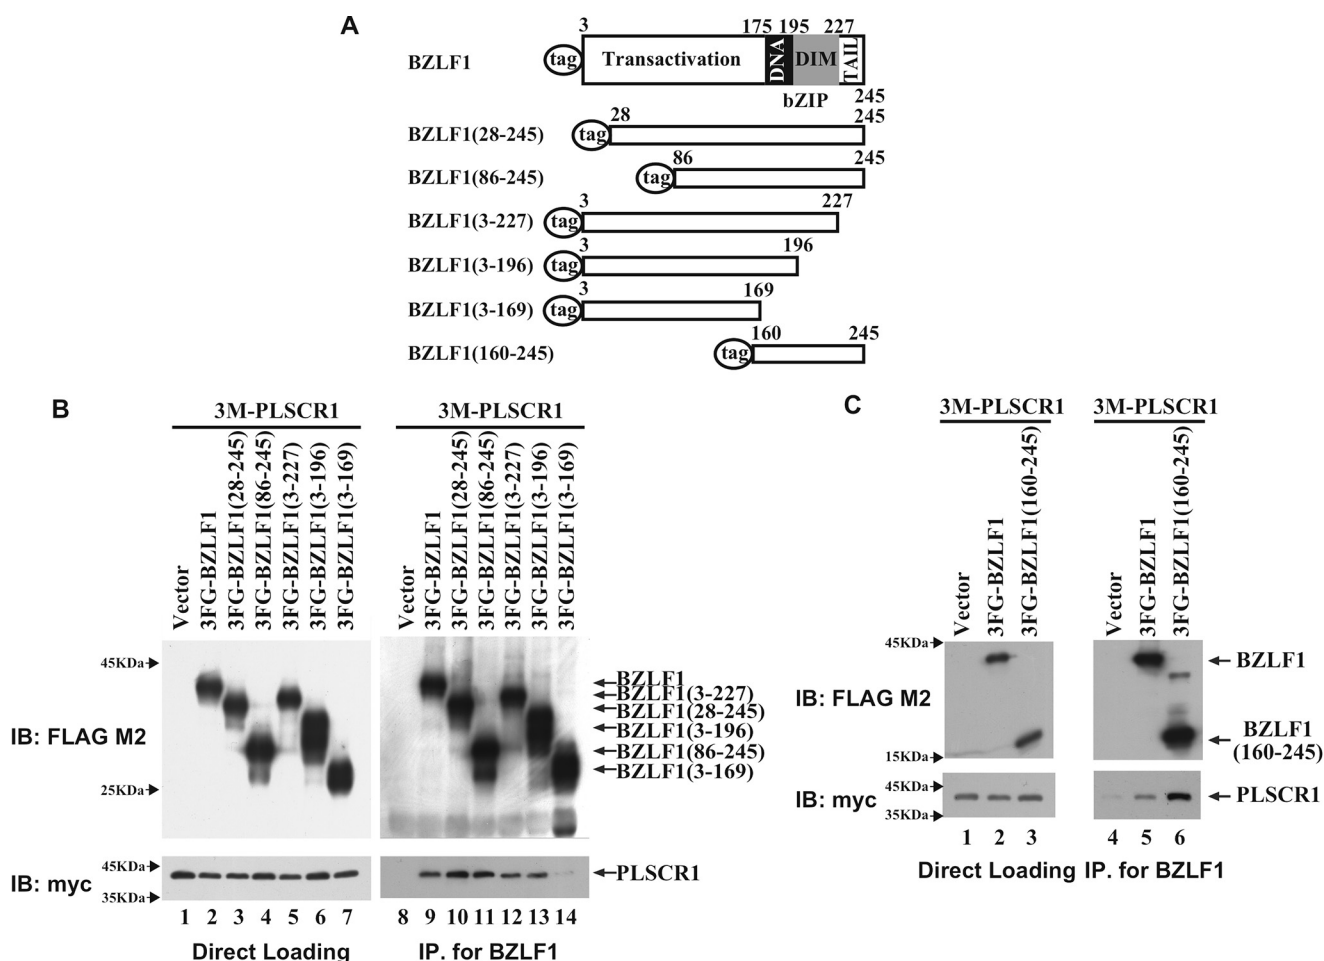 A
3 175 195 227
BZLF1 tag Transactivation DNA DIM TAIL
bZIP 245
28 245
BZLF1(28-245) tag
86 245
BZLF1(86-245) tag
3 227
BZLF1(3-227) tag
3 196
BZLF1(3-196) tag
3 169
BZLF1(3-169) tag
160 245
BZLF1(160-245) tag
B
3M-PLSCR1 3M-PLSCR1
Vector
3FG-BZLF1
3FG-BZLF1(28-245)
3FG-BZLF1(86-245)
3FG-BZLF1(3-227)
3FG-BZLF1(3-196)
3FG-BZLF1(3-169)
Vector
3FG-BZLF1
3FG-BZLF1(28-245)
3FG-BZLF1(86-245)
3FG-BZLF1(3-227)
3FG-BZLF1(3-196)
3FG-BZLF1(3-169)
45KDa
IB: FLAG M2
25KDa
BZLF1
BZLF1(3-227)
BZLF1(28-245)
BZLF1(3-196)
BZLF1(86-245)
BZLF1(3-169)
45KDa
IB: myc
35KDa
PLSCR1
1 2 3 4 5 6 7 8 9 10 11 12 13 14
Direct Loading IP. for BZLF1
C
3M-PLSCR1 3M-PLSCR1
Vector
3FG-BZLF1
3FG-BZLF1(160-245)
Vector
3FG-BZLF1
3FG-BZLF1(160-245)
45KDa
IB: FLAG M2
15KDa
BZLF1
BZLF1
(160-245)
45KDa
IB: myc
35KDa
PLSCR1
1 2 3 4 5 6
Direct Loading IP. for BZLF1